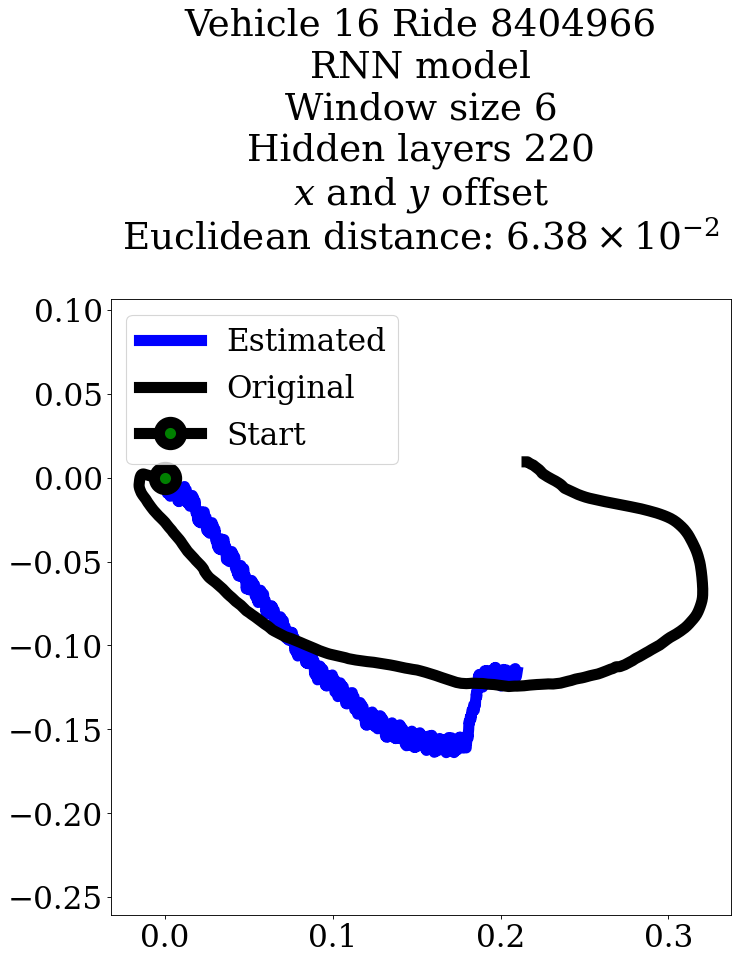 Vehicle 16 Ride 8404966
RNN model
Window size 6
Hidden layers 220
x and y offset
Euclidean distance: 6.38 × 10⁻²
Estimated
Original
Start
0.10
0.05
0.00
−0.05
−0.10
−0.15
−0.20
−0.25
0.0 0.1 0.2 0.3